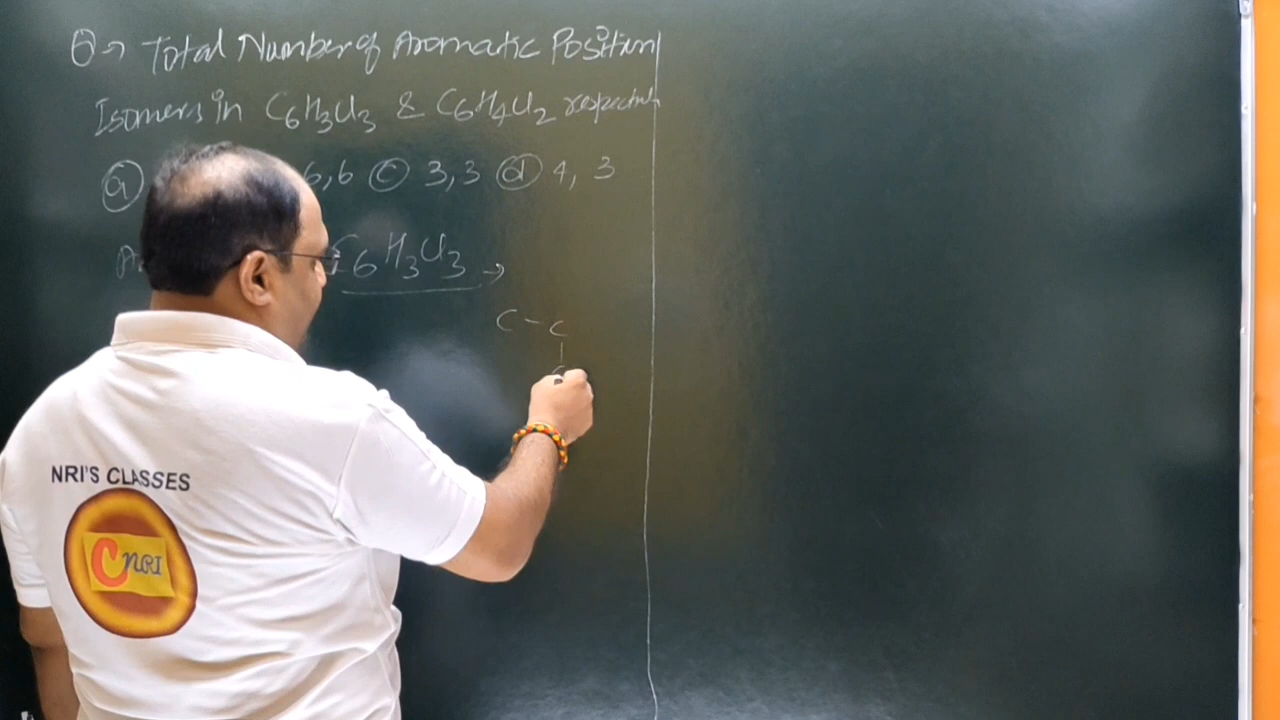 Q→ Total Number of Aromatic Position
Isomers in C6H3Cl3 & C6H4Cl2
a 6,6 c 3,3 d 4, 3
C6H3Cl3 →
C - C
NRI'S CLASSES
C NRI